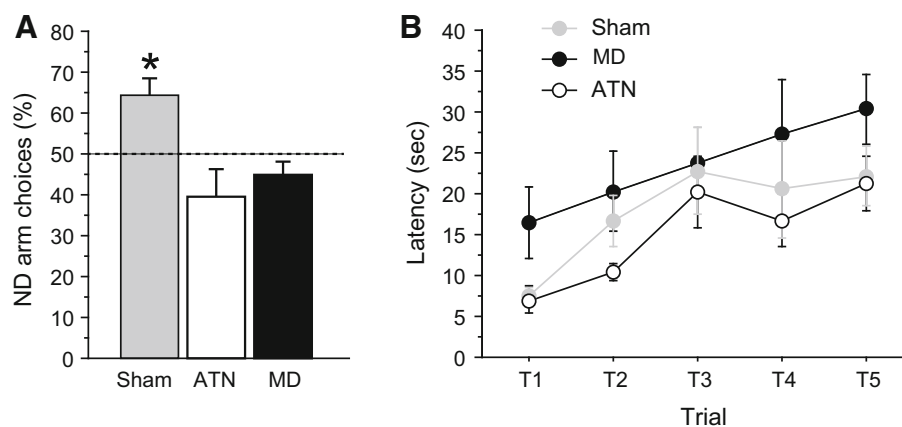 A
ND arm choices (%)
80
70
60
50
40
30
20
10
0
*
Sham
ATN
MD
B
Sham
MD
ATN
Latency (sec)
40
35
30
25
20
15
10
5
0
T1
T2
T3
T4
T5
Trial